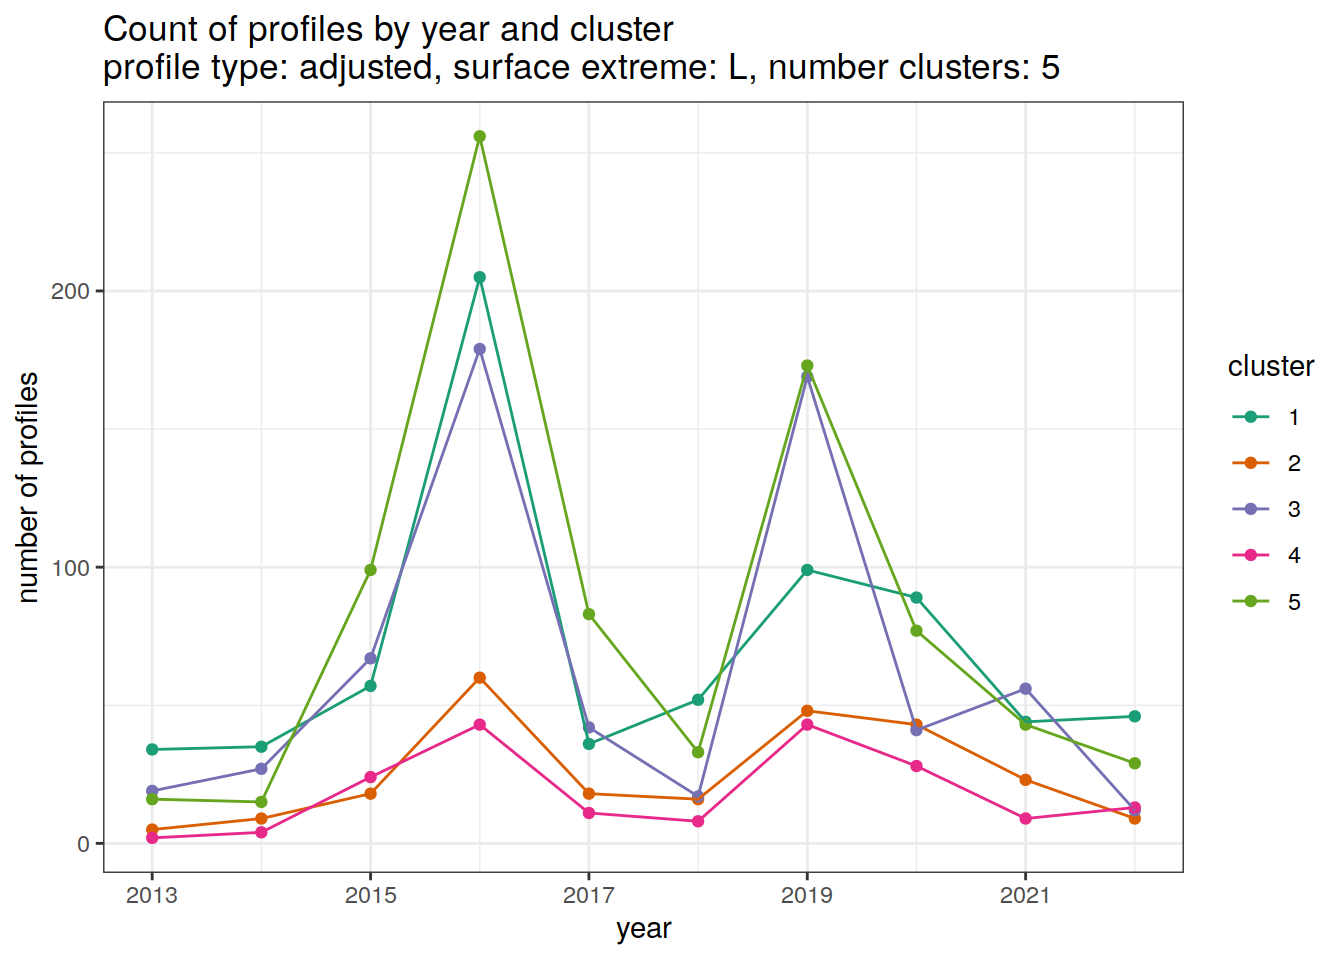 Count of profiles by year and cluster
profile type: adjusted, surface extreme: L, number clusters: 5
200
100
0
number of profiles
2013 2015 2017 2019 2021
year
cluster
1
2
3
4
5